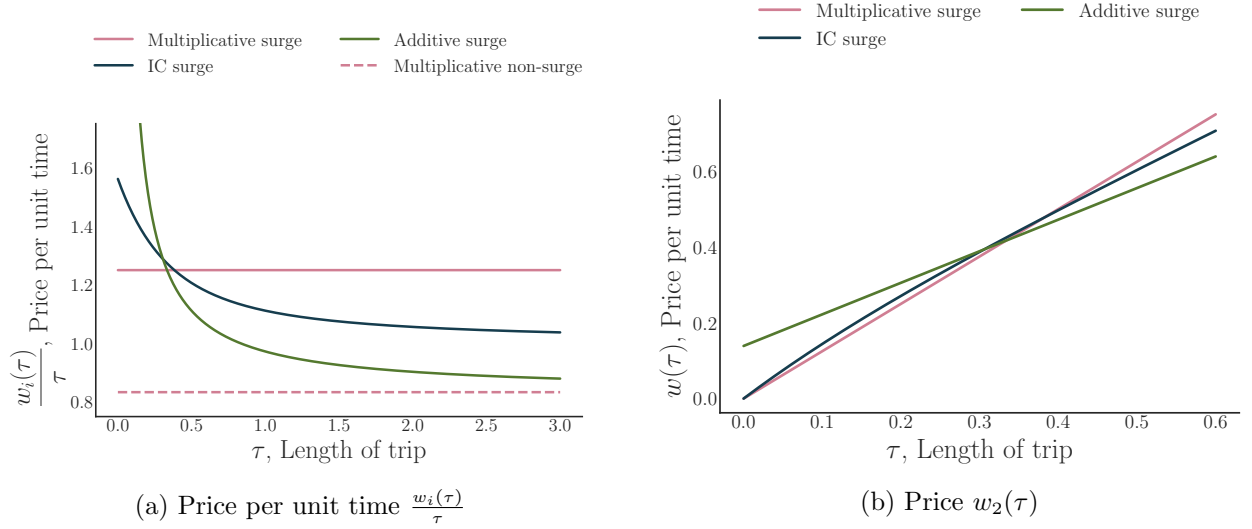 Multiplicative surge
IC surge
Additive surge
Multiplicative non-surge
w_i(τ)/τ, Price per unit time
1.6
1.4
1.2
1.0
0.8
0.0 0.5 1.0 1.5 2.0 2.5 3.0
τ, Length of trip
(a) Price per unit time w_i(τ)/τ
Multiplicative surge
IC surge
Additive surge
w(τ), Price per unit time
0.6
0.4
0.2
0.0
0.0 0.1 0.2 0.3 0.4 0.5 0.6
τ, Length of trip
(b) Price w_2(τ)